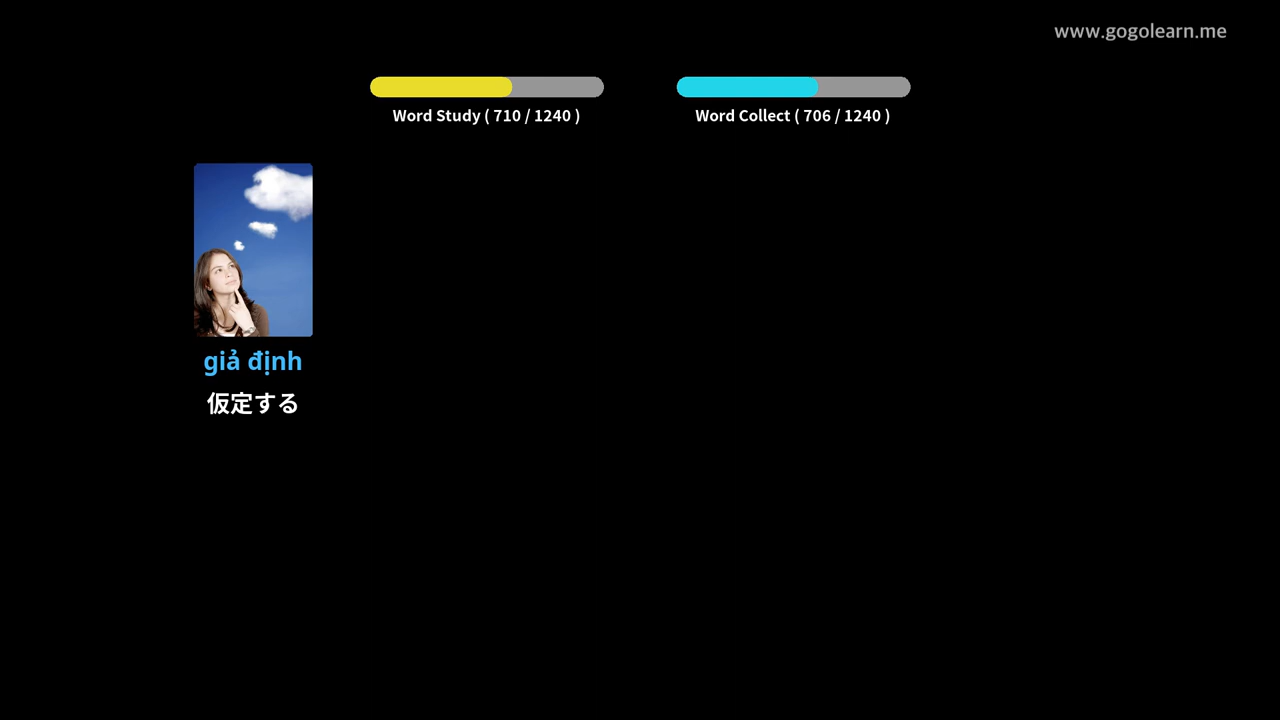 www.gogolearn.me
Word Study ( 710 / 1240 )
Word Collect ( 706 / 1240 )
giả định
仮定する